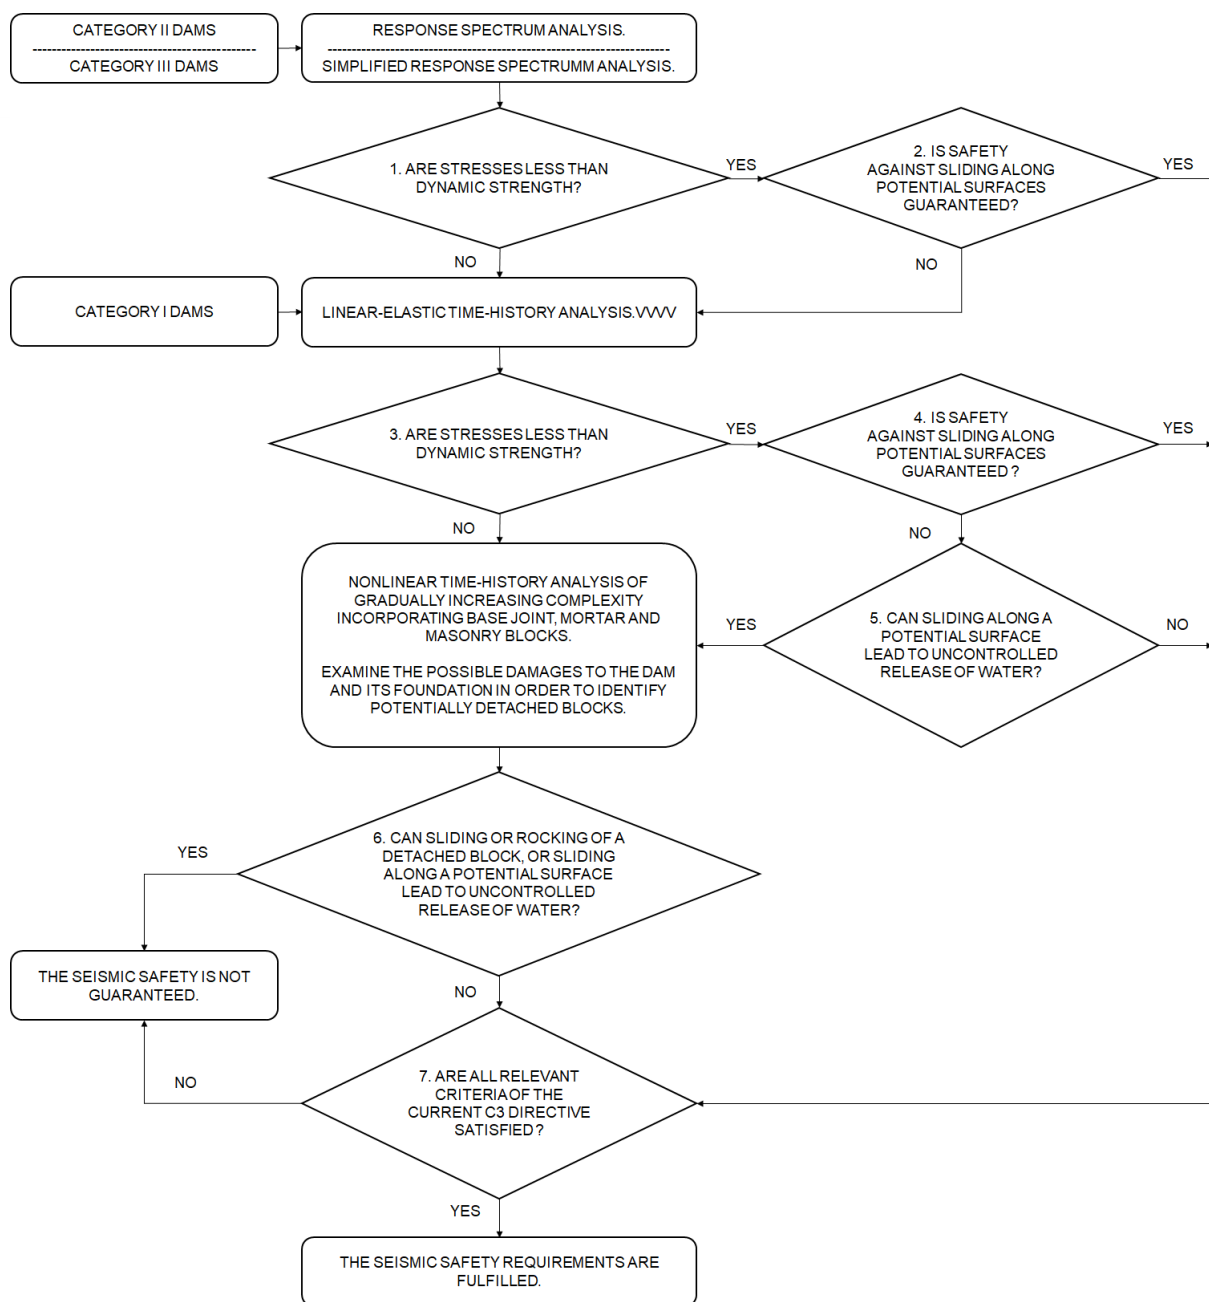 CATEGORY II DAMS
----------------------------------------------
CATEGORY III DAMS
RESPONSE SPECTRUM ANALYSIS.
----------------------------------------------------------------------
SIMPLIFIED RESPONSE SPECTRUMM ANALYSIS.
1. ARE STRESSES LESS THAN
DYNAMIC STRENGTH?
YES
2. IS SAFETY
AGAINST SLIDING ALONG
POTENTIAL SURFACES
GUARANTEED?
YES
NO
NO
CATEGORY I DAMS
LINEAR-ELASTIC TIME-HISTORY ANALYSIS.VVVV
3. ARE STRESSES LESS THAN
DYNAMIC STRENGTH?
YES
4. IS SAFETY
AGAINST SLIDING ALONG
POTENTIAL SURFACES
GUARANTEED ?
YES
NO
NO
NONLINEAR TIME-HISTORY ANALYSIS OF
GRADUALLY INCREASING COMPLEXITY
INCORPORATING BASE JOINT, MORTAR AND
MASONRY BLOCKS.
EXAMINE THE POSSIBLE DAMAGES TO THE DAM
AND ITS FOUNDATION IN ORDER TO IDENTIFY
POTENTIALLY DETACHED BLOCKS.
YES
5. CAN SLIDING ALONG A
POTENTIAL SURFACE
LEAD TO UNCONTROLLED
RELEASE OF WATER?
NO
6. CAN SLIDING OR ROCKING OF A
DETACHED BLOCK, OR SLIDING
ALONG A POTENTIAL SURFACE
LEAD TO UNCONTROLLED
RELEASE OF WATER?
YES
THE SEISMIC SAFETY IS NOT
GUARANTEED.
NO
7. ARE ALL RELEVANT
CRITERIA OF THE
CURRENT C3 DIRECTIVE
SATISFIED ?
NO
YES
THE SEISMIC SAFETY REQUIREMENTS ARE
FULFILLED.